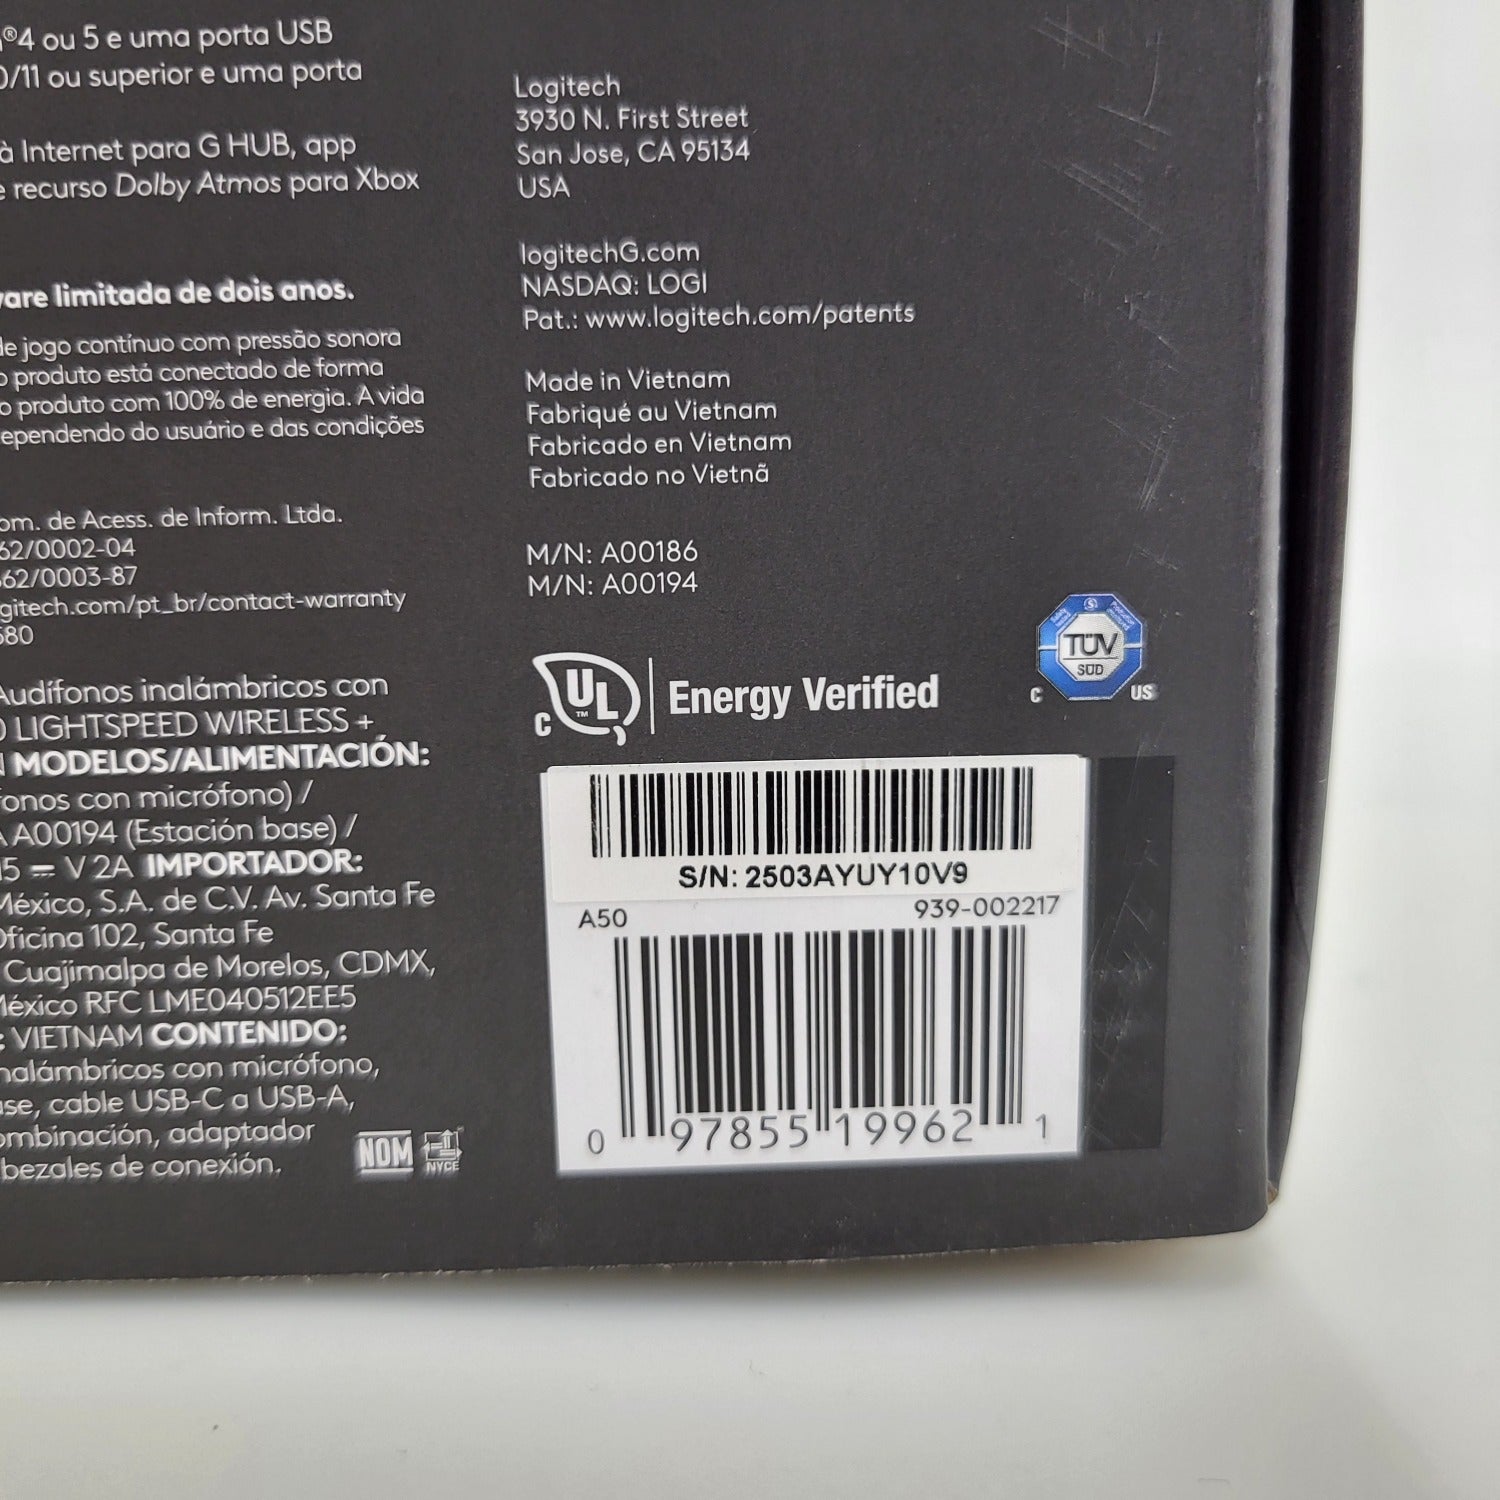 ®4 ou 5 e uma porta USB
0/11 ou superior e uma porta
à Internet para G HUB, app
e recurso Dolby Atmos para Xbox
ware limitada de dois anos.
de jogo contínuo com pressão sonora
o produto está conectado de forma
o produto com 100% de energia. A vida
dependendo do usuário e das condições
om. de Acess. de Inform. Ltda.
62/0002-04
662/0003-87
gitech.com/pt_br/contact-warranty
580
Audífonos inalámbricos con
0 LIGHTSPEED WIRELESS +
MODELOS/ALIMENTACIÓN:
fonos con micrófono) /
A00194 (Estación base) /
15 ⎓ V 2A IMPORTADOR:
México, S.A. de C.V. Av. Santa Fe
Oficina 102, Santa Fe
Cuajimalpa de Morelos, CDMX,
México RFC LME040512EE5
: VIETNAM CONTENIDO:
nalámbricos con micrófono,
ase, cable USB-C a USB-A,
ombinación, adaptador
bezales de conexión.
NOM
NYCE
Logitech
3930 N. First Street
San Jose, CA 95134
USA
logitechG.com
NASDAQ: LOGI
Pat.: www.logitech.com/patents
Made in Vietnam
Fabriqué au Vietnam
Fabricado en Vietnam
Fabricado no Vietnã
M/N: A00186
M/N: A00194
C UL ™ Energy Verified
TÜV
SÜD
C US
S/N: 2503AYUY10V9
A50 939-002217
0 97855 19962 1